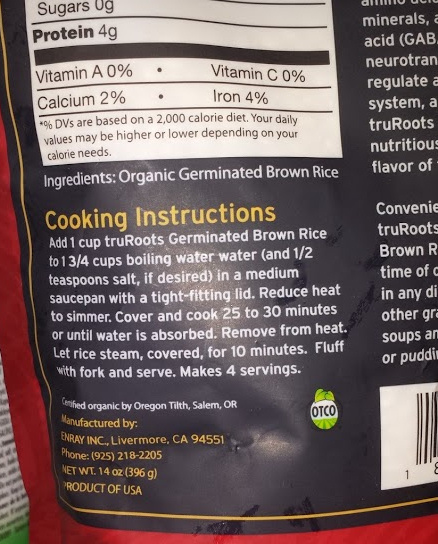 Sugars 0g
Protein 4g
Vitamin A 0% • Vitamin C 0%
Calcium 2% • Iron 4%
*% DVs are based on a 2,000 calorie diet. Your daily
values may be higher or lower depending on your
calorie needs.
Ingredients: Organic Germinated Brown Rice
Cooking Instructions
Add 1 cup truRoots Germinated Brown Rice
to 1 3/4 cups boiling water water (and 1/2
teaspoons salt, if desired) in a medium
saucepan with a tight-fitting lid. Reduce heat
to simmer. Cover and cook 25 to 30 minutes
or until water is absorbed. Remove from heat.
Let rice steam, covered, for 10 minutes. Fluff
with fork and serve. Makes 4 servings.
Certified organic by Oregon Tilth, Salem, OR
OTCO
Manufactured by:
ENRAY INC., Livermore, CA 94551
Phone: (925) 218-2205
NET WT. 14 oz (396 g)
PRODUCT OF USA
amino
minerals,
acid (GAB
neurotran
regulate a
system, a
truRoots
nutritious
flavor of
Convenie
truRoots
Brown R
time of
in any di
other gra
soups an
or puddi
1 8